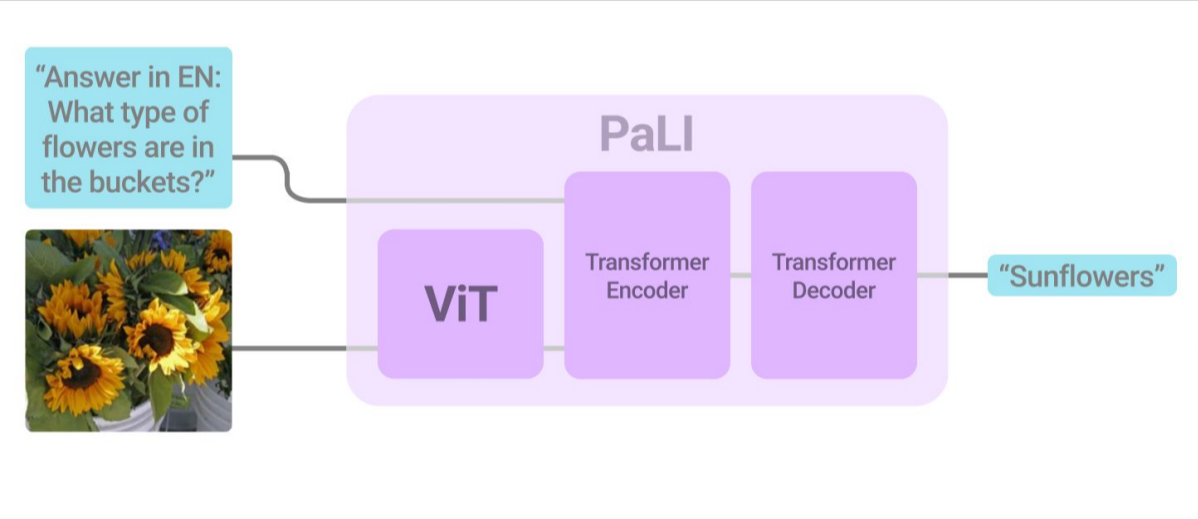 “Answer in EN:
What type of
flowers are in
the buckets?”
PaLI
ViT
Transformer
Encoder
Transformer
Decoder
“Sunflowers”